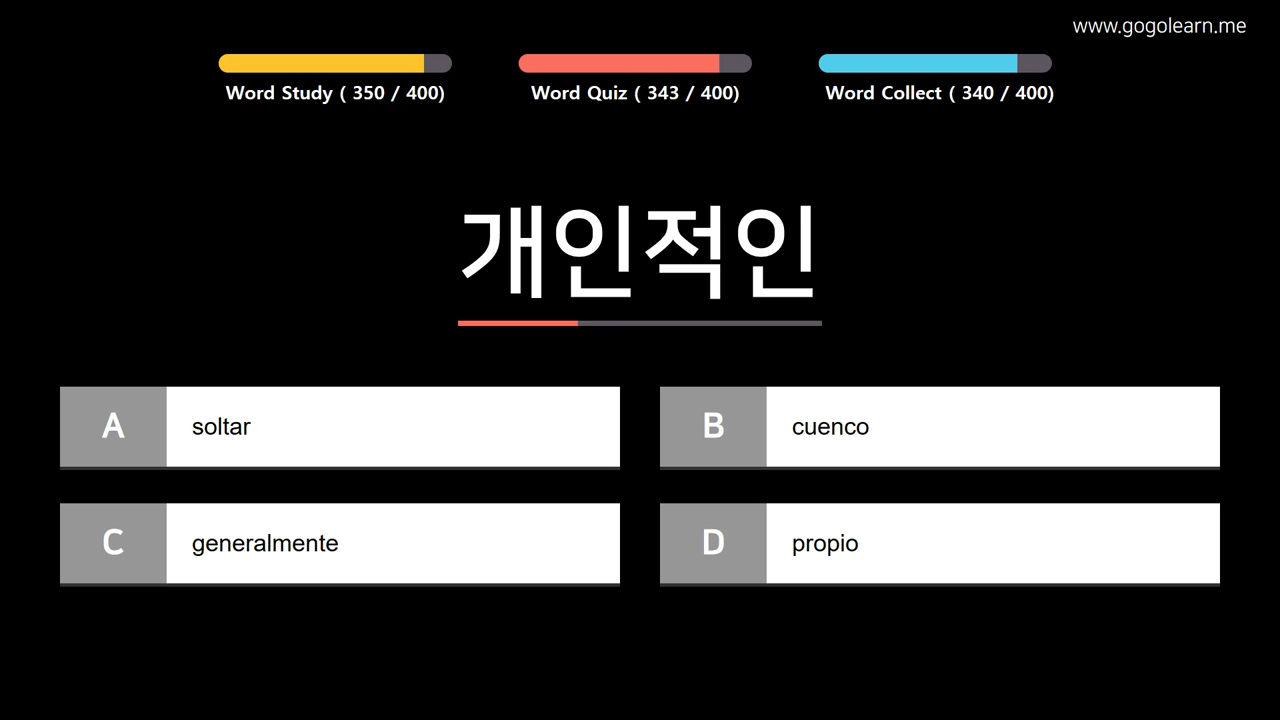 www.gogolearn.me
Word Study ( 350 / 400)
Word Quiz ( 343 / 400)
Word Collect ( 340 / 400)
개인적인
A soltar
B cuenco
C generalmente
D propio